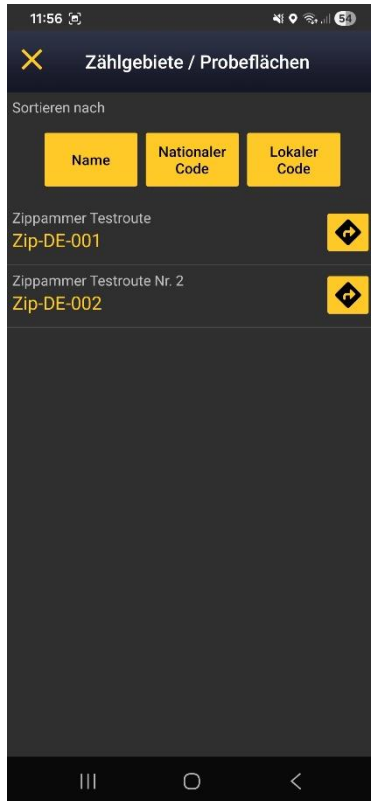 11:56 54
Zählgebiete / Probeflächen
Sortieren nach
Name
Nationaler
Code
Lokaler
Code
Zippammer Testroute
Zip-DE-001
Zippammer Testroute Nr. 2
Zip-DE-002